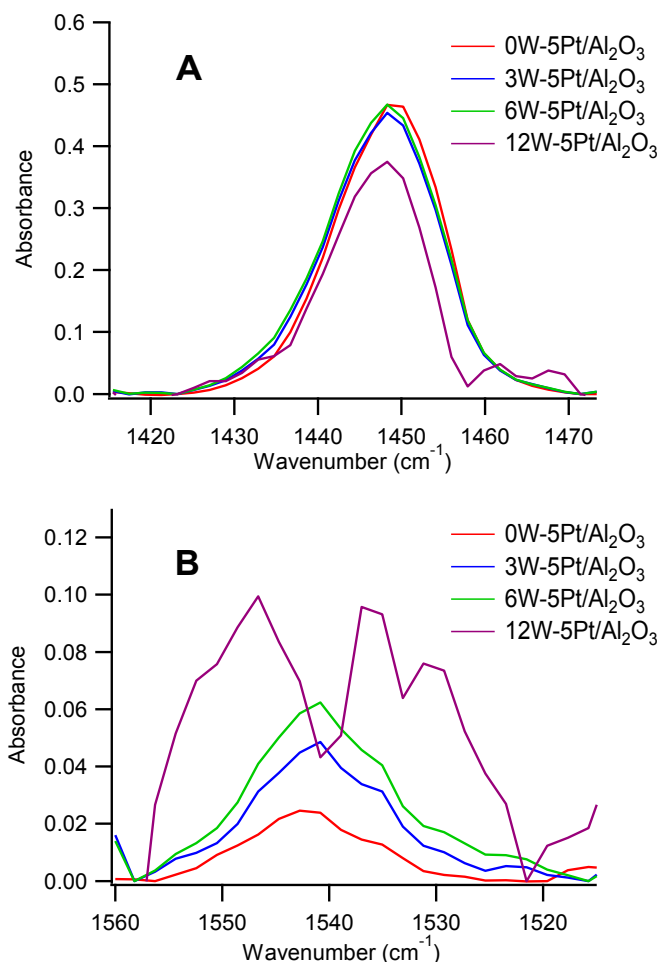 A
0W-5Pt/Al₂O₃
3W-5Pt/Al₂O₃
6W-5Pt/Al₂O₃
12W-5Pt/Al₂O₃
Absorbance
0.6
0.5
0.4
0.3
0.2
0.1
0.0
1420 1430 1440 1450 1460 1470
Wavenumber (cm⁻¹)
B
0W-5Pt/Al₂O₃
3W-5Pt/Al₂O₃
6W-5Pt/Al₂O₃
12W-5Pt/Al₂O₃
Absorbance
0.12
0.10
0.08
0.06
0.04
0.02
0.00
1560 1550 1540 1530 1520
Wavenumber (cm⁻¹)